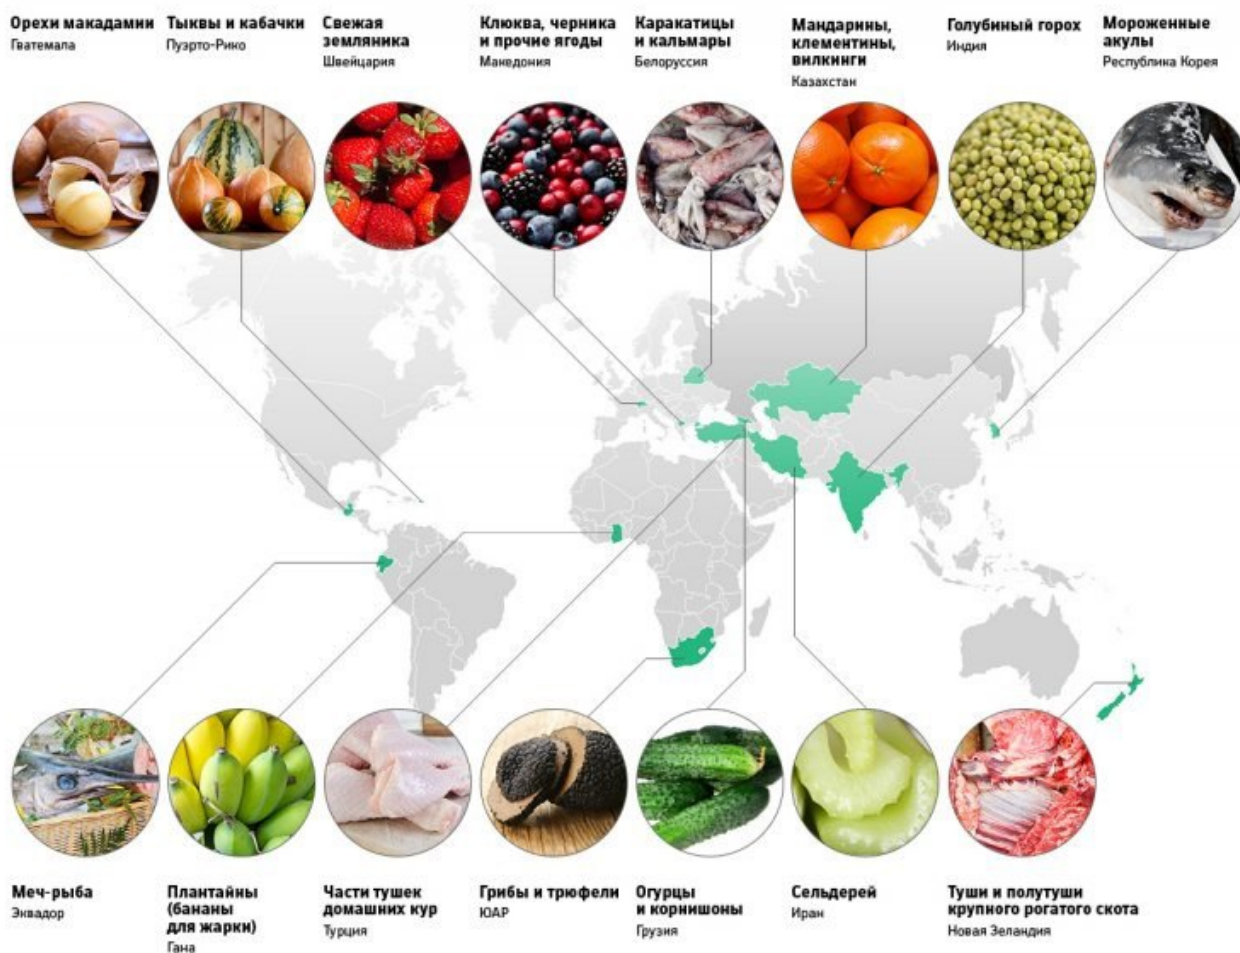 Орехи макадамии
Гватемала
Тыквы и кабачки
Пуэрто-Рико
Свежая
земляника
Швейцария
Клюква, черника
и прочие ягоды
Македония
Каракатицы
и кальмары
Белоруссия
Мандарины,
клементины,
вилкинги
Казахстан
Голубиный горох
Индия
Мороженные
акулы
Республика Корея
Меч-рыба
Эквадор
Плантайны
(бананы
для жарки)
Гана
Части тушек
домашних кур
Турция
Грибы и трюфели
ЮАР
Огурцы
и корнишоны
Грузия
Сельдерей
Иран
Туши и полутуши
крупного рогатого скота
Новая Зеландия